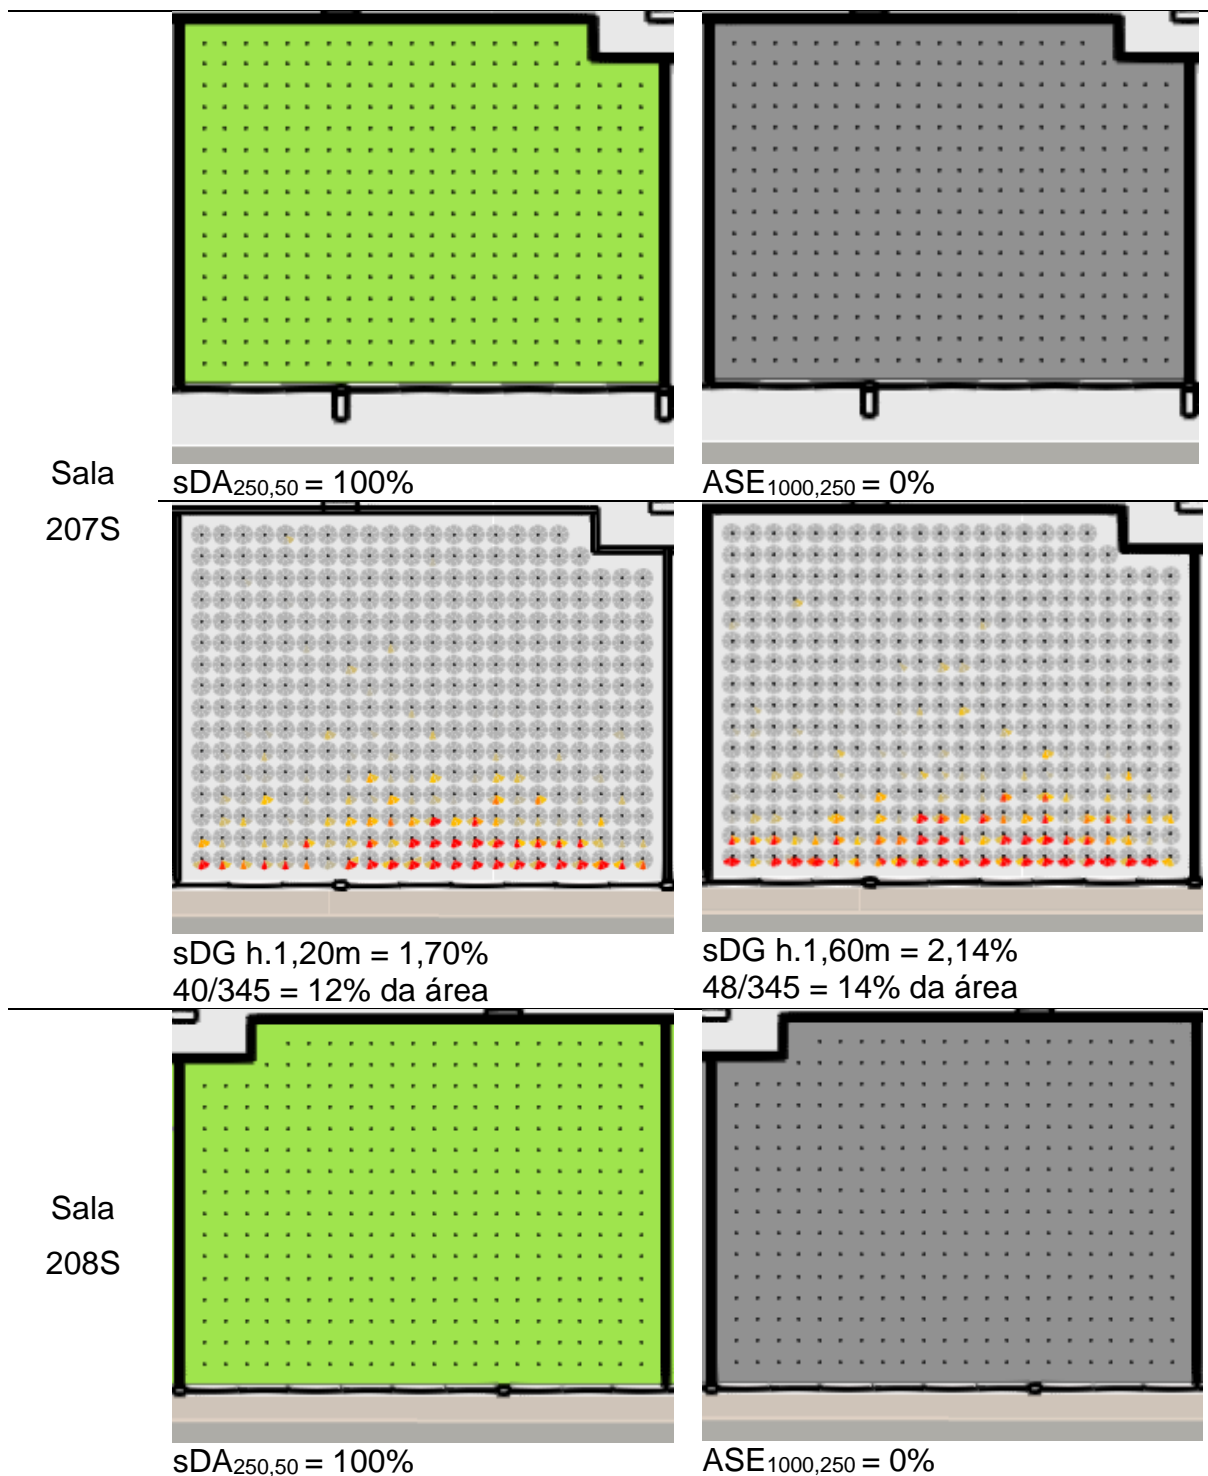 sDA250,50 = 100%
ASE1000,250 = 0%
Sala
207S
sDG h.1,20m = 1,70%
40/345 = 12% da área
sDG h.1,60m = 2,14%
48/345 = 14% da área
Sala
208S
sDA250,50 = 100%
ASE1000,250 = 0%